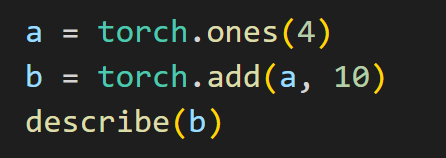 a = torch.ones(4)
b = torch.add(a, 10)
describe(b)